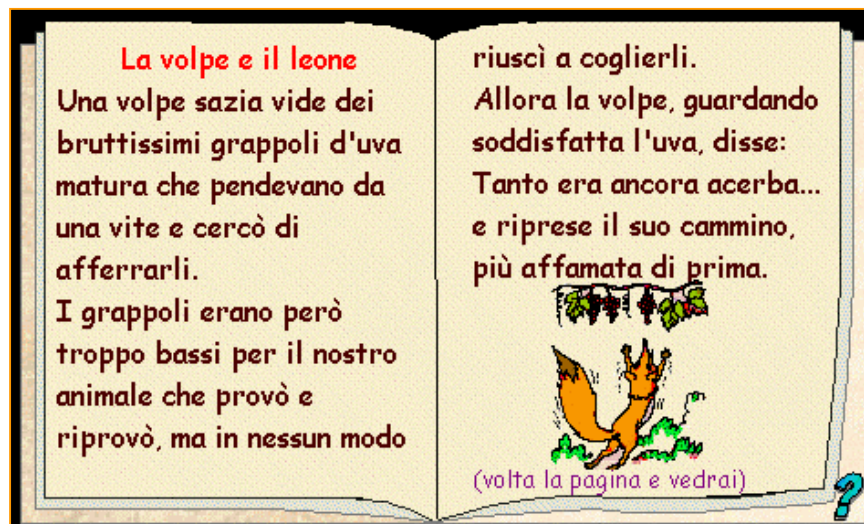 La volpe e il leone
Una volpe sazia vide dei
bruttissimi grappoli d'uva
matura che pendevano da
una vite e cercò di
afferrarli.
I grappoli erano però
troppo bassi per il nostro
animale che provò e
riprovò, ma in nessun modo
riuscì a coglierli.
Allora la volpe, guardando
soddisfatta l'uva, disse:
Tanto era ancora acerba...
e riprese il suo cammino,
più affamata di prima.
(volta la pagina e vedrai)
?